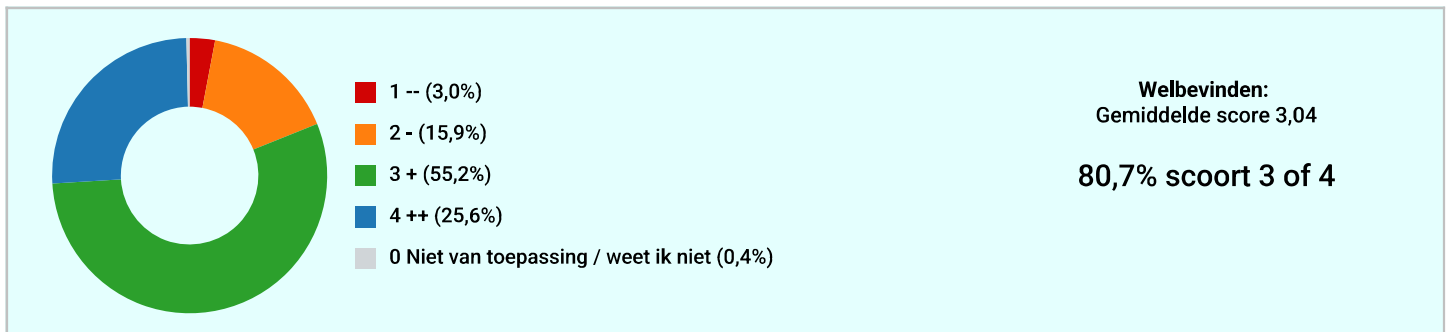 1 -- (3,0%)
2 - (15,9%)
3 + (55,2%)
4 ++ (25,6%)
0 Niet van toepassing / weet ik niet (0,4%)
Welbevinden:
Gemiddelde score 3,04
80,7% scoort 3 of 4